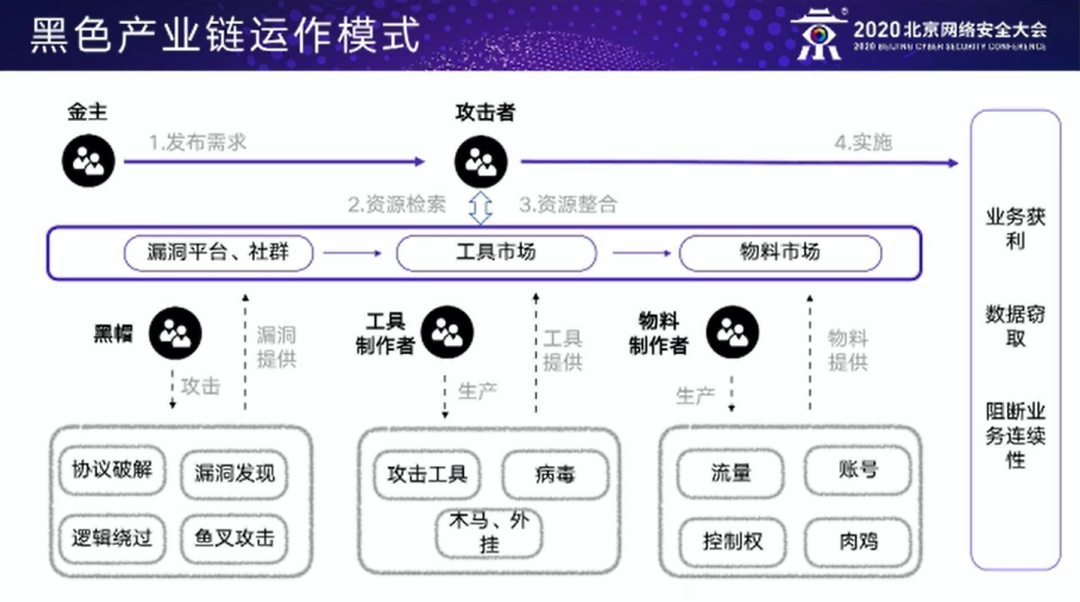 黑色产业链运作模式
2020北京网络安全大会
2020 BEIJING CYBER SECURITY CONFERENCE
金主
攻击者
1.发布需求
4.实施
2.资源检索
3.资源整合
漏洞平台、社群
工具市场
物料市场
黑帽
漏洞
提供
攻击
工具
制作者
工具
提供
生产
物料
制作者
物料
提供
生产
协议破解
漏洞发现
逻辑绕过
鱼叉攻击
攻击工具
病毒
木马、外
挂
流量
账号
控制权
肉鸡
业务获
利
数据窃
取
阻断业
务连续
性